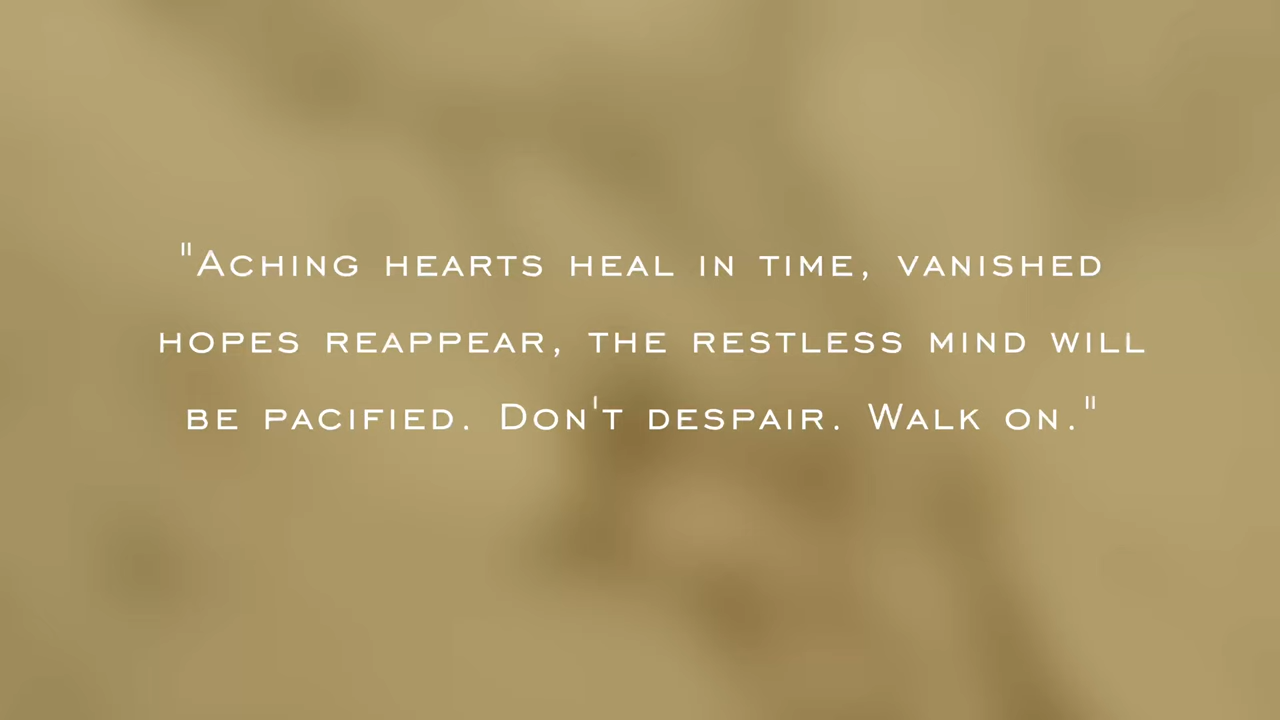 "Aching hearts heal in time, vanished
hopes reappear, the restless mind will
be pacified. Don't despair. Walk on."